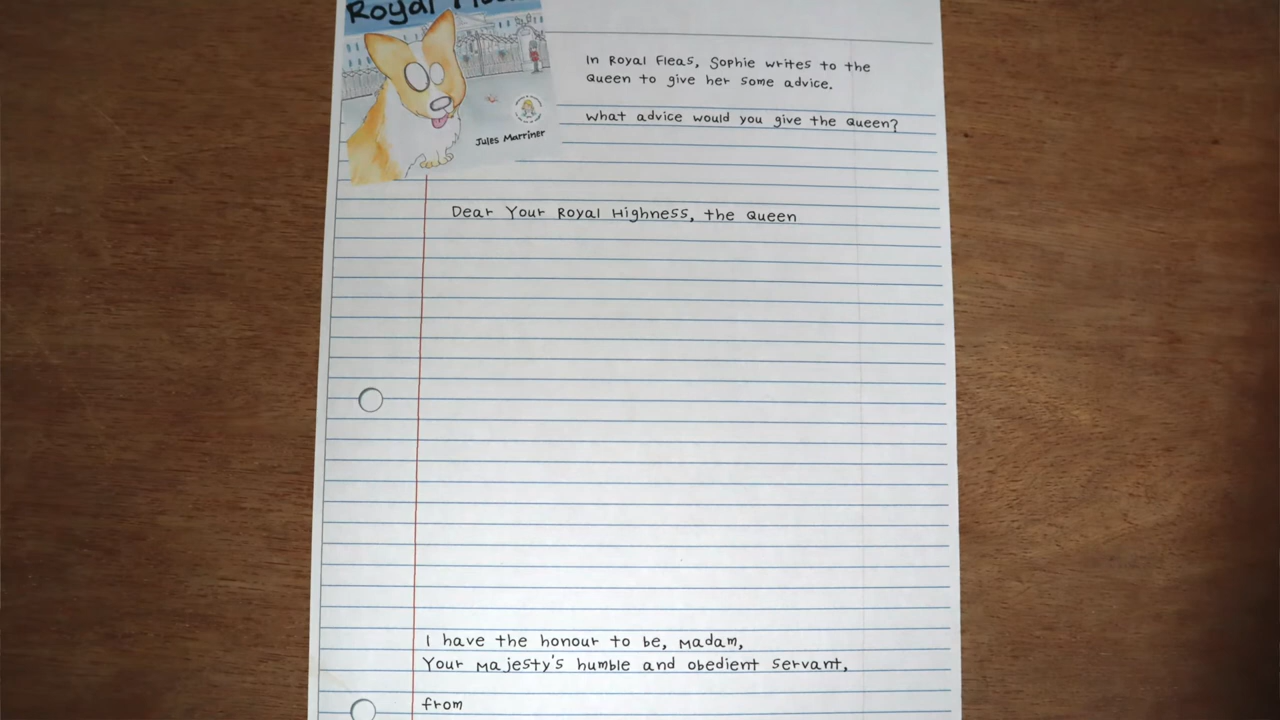 Royal
Jules Marriner
In Royal Fleas, Sophie writes to the
Queen to give her some advice.
What advice would you give the Queen?
Dear Your Royal Highness, the Queen
I have the honour to be, Madam,
Your Majesty's humble and obedient servant,
from